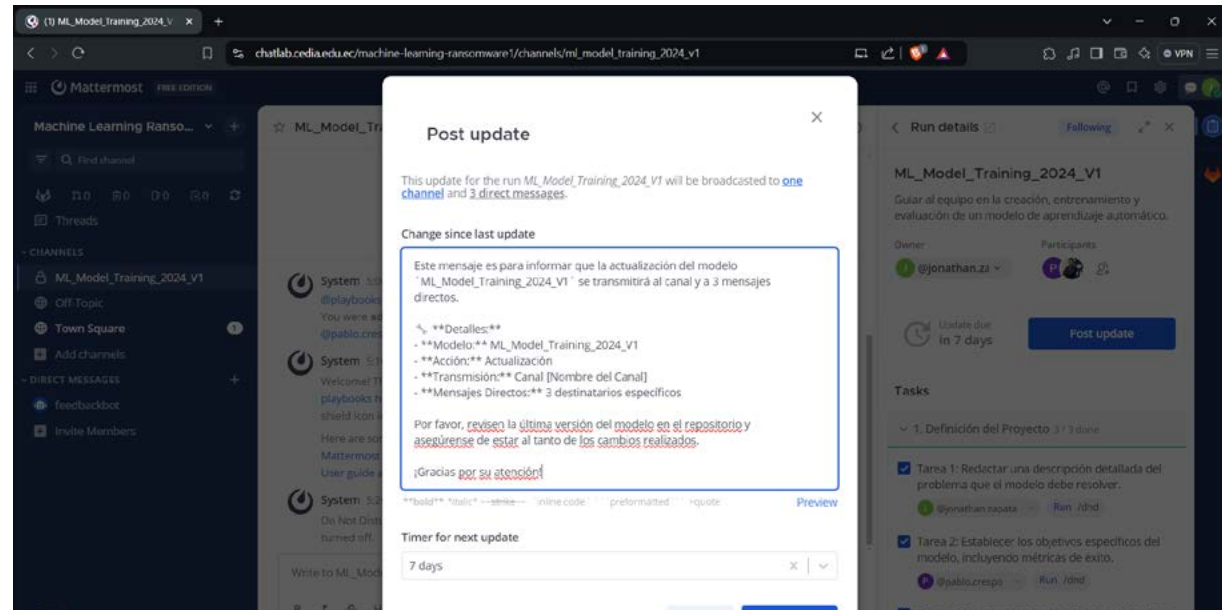 (1) ML_Model_Training_2024_V
chatlab.cedia.edu.ec/machine-learning-ransomware1/channels/ml_model_training_2024_v1
VPN
Mattermost FREE EDITION
Machine Learning Ranso...
Find channel
Threads
CHANNELS
ML_Model_Training_2024_V1
Off-Topic
Town Square 1
Add channels
DIRECT MESSAGES
feedbackbot
Invite Members
ML_Model_Tr
System
@playbooks
You were ad
@pablo.cres
System
Welcome! T
playbooks h
shield icon i
Here are so
Mattermost
User guide a
System
Do Not Dist
turned off.
Write to ML_Mod
Post update
This update for the run ML_Model_Training_2024_V1 will be broadcasted to one
channel and 3 direct messages.
Change since last update
Este mensaje es para informar que la actualización del modelo
`ML_Model_Training_2024_V1` se transmitirá al canal y a 3 mensajes
directos.
🔧 **Detalles:**
- **Modelo:** ML_Model_Training_2024_V1
- **Acción:** Actualización
- **Transmisión:** Canal [Nombre del Canal]
- **Mensajes Directos:** 3 destinatarios específicos
Por favor, revisen la última versión del modelo en el repositorio y
asegúrense de estar al tanto de los cambios realizados.
¡Gracias por su atención!
**bold** *italic* ~~strike~~ `inline code` ```preformatted``` >quote
Preview
Timer for next update
7 days
Run details
Following
ML_Model_Training_2024_V1
Guiar al equipo en la creación, entrenamiento y
evaluación de un modelo de aprendizaje automático.
Owner Participants
@jonathan.za
Update due
in 7 days
Post update
Tasks
1. Definición del Proyecto 3 / 3 done
Tarea 1: Redactar una descripción detallada del
problema que el modelo debe resolver.
@jonathan.zapata Run /dnd
Tarea 2: Establecer los objetivos específicos del
modelo, incluyendo métricas de éxito.
@pablo.crespo Run /dnd